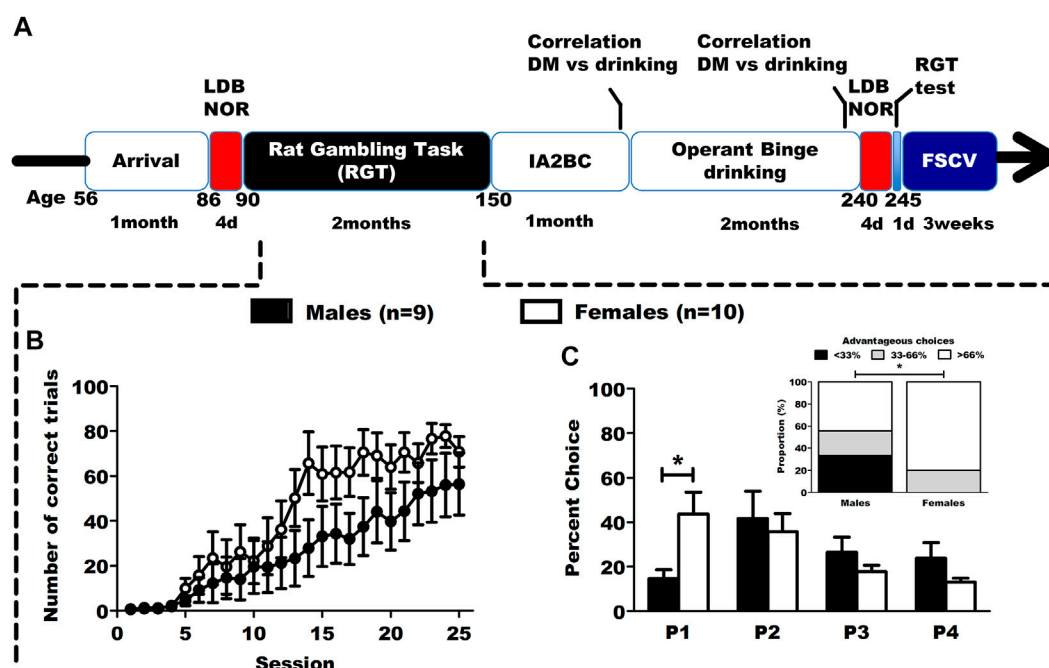 A
Correlation
DM vs drinking
Correlation
DM vs drinking
LDB
NOR
LDB
NOR
RGT
test
Arrival
Rat Gambling Task
(RGT)
IA2BC
Operant Binge
drinking
FSCV
Age 56
86
90
150
240
245
1month
4d
2months
1month
2months
4d
1d
3weeks
Males (n=9)
Females (n=10)
B
Number of correct trials
100
80
60
40
20
0
0
5
10
15
20
25
Session
C
Percent Choice
100
80
60
40
20
0
*
P1
P2
P3
P4
Advantageous choices
<33%
33-66%
>66%
*
Proportion (%)
100
80
60
40
20
0
Males
Females